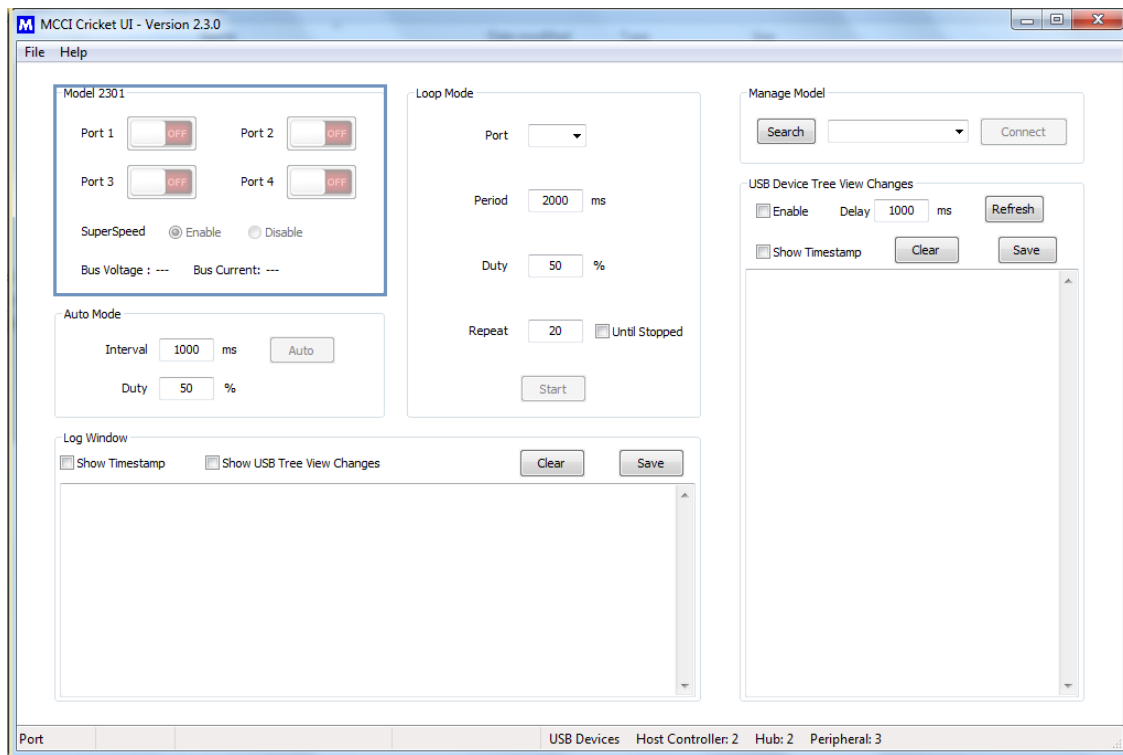 MCCI Cricket UI - Version 2.3.0
File Help
Model 2301
Port 1 OFF Port 2 OFF
Port 3 OFF Port 4 OFF
SuperSpeed Enable Disable
Bus Voltage : --- Bus Current: ---
Auto Mode
Interval 1000 ms Auto
Duty 50 %
Loop Mode
Port
Period 2000 ms
Duty 50 %
Repeat 20 Until Stopped
Start
Manage Model
Search Connect
USB Device Tree View Changes
Enable Delay 1000 ms Refresh
Show Timestamp Clear Save
Log Window
Show Timestamp Show USB Tree View Changes Clear Save
Port USB Devices Host Controller: 2 Hub: 2 Peripheral: 3